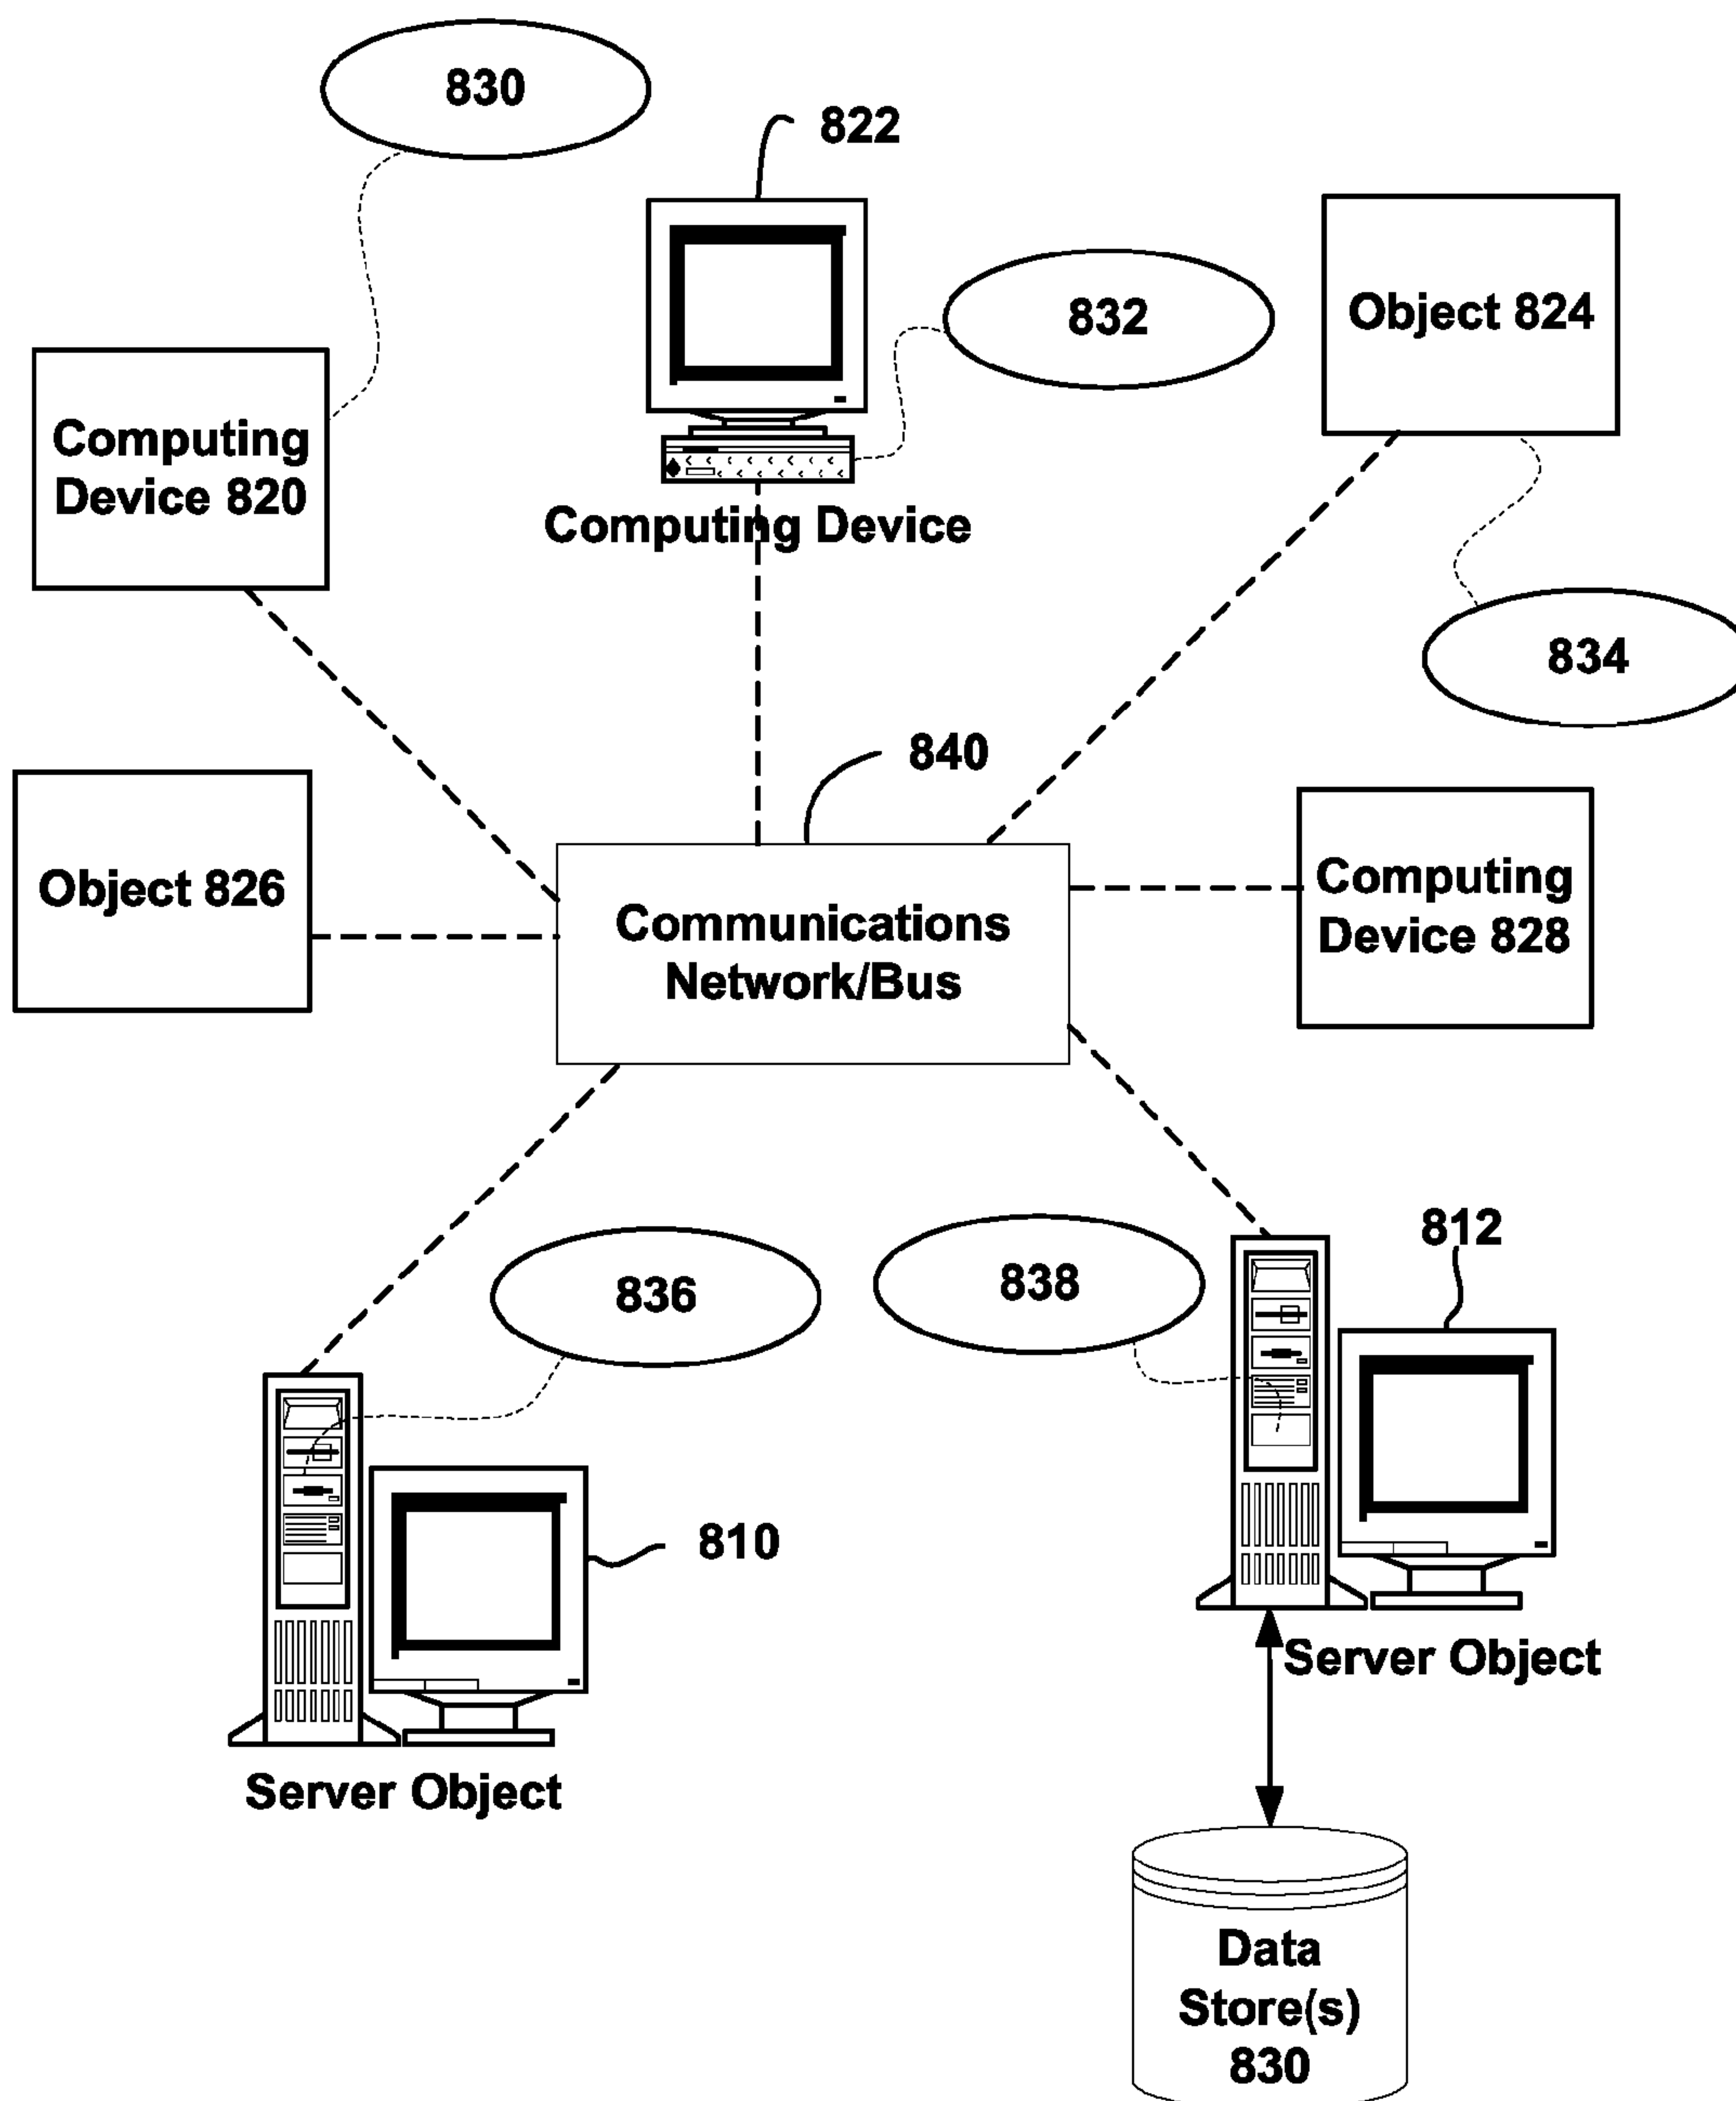 830
822
832
Object 824
Computing
Device 820
Computing Device
834
840
Object 826
Communications
Network/Bus
Computing
Device 828
836
838
812
810
Server Object
Server Object
Data
Store(s)
830